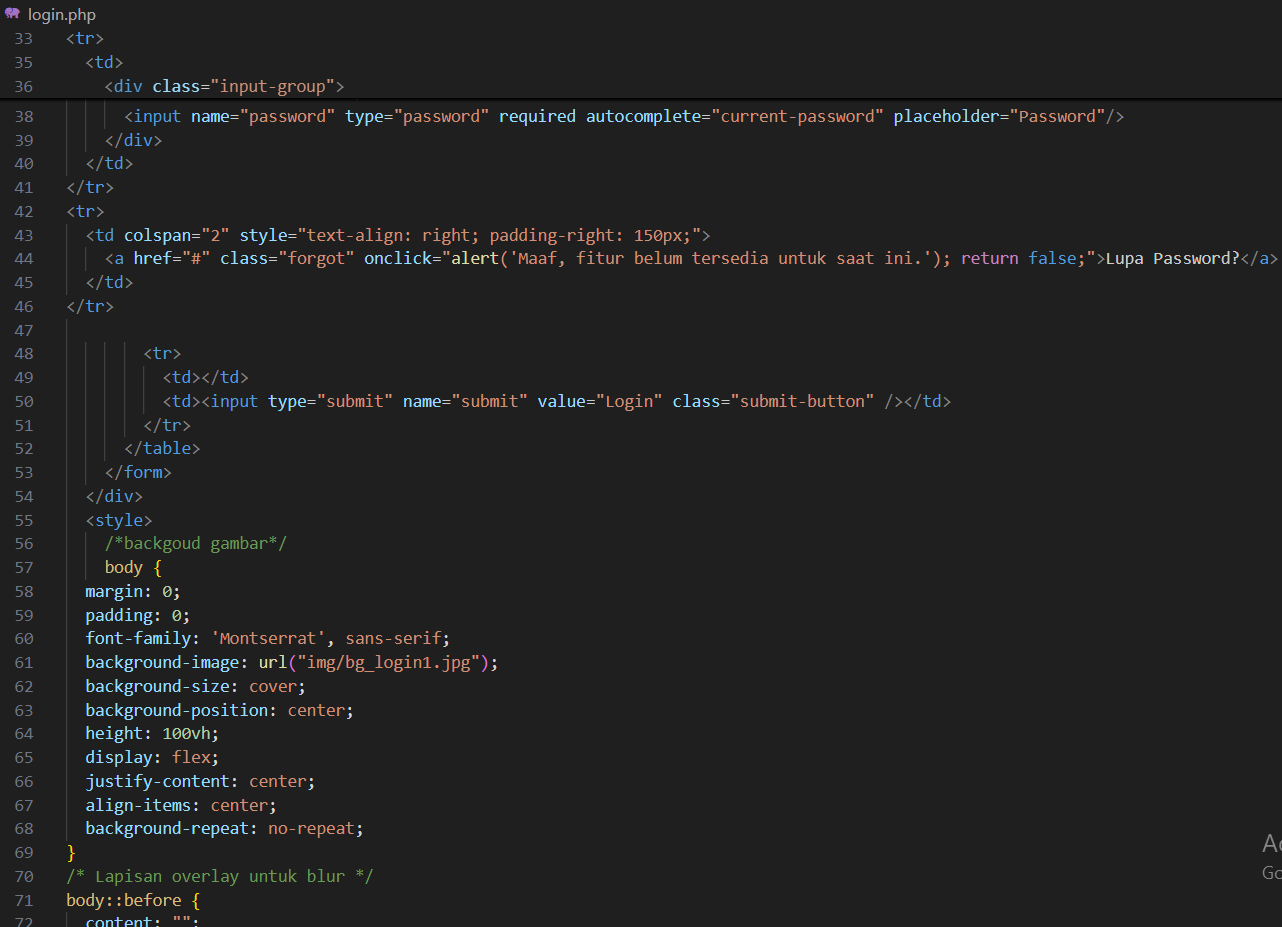 login.php
33 <tr>
35 <td>
36 <div class="input-group">
38 <input name="password" type="password" required autocomplete="current-password" placeholder="Password"/>
39 </div>
40 </td>
41 </tr>
42 <tr>
43 <td colspan="2" style="text-align: right; padding-right: 150px;">
44 <a href="#" class="forgot" onclick="alert('Maaf, fitur belum tersedia untuk saat ini.'); return false;">Lupa Password?</a>
45 </td>
46 </tr>
47
48 <tr>
49 <td></td>
50 <td><input type="submit" name="submit" value="Login" class="submit-button" /></td>
51 </tr>
52 </table>
53 </form>
54 </div>
55 <style>
56 /*backgoud gambar*/
57 body {
58 margin: 0;
59 padding: 0;
60 font-family: 'Montserrat', sans-serif;
61 background-image: url("img/bg_login1.jpg");
62 background-size: cover;
63 background-position: center;
64 height: 100vh;
65 display: flex;
66 justify-content: center;
67 align-items: center;
68 background-repeat: no-repeat;
69 }
70 /* Lapisan overlay untuk blur */
71 body::before {
72 content: "";